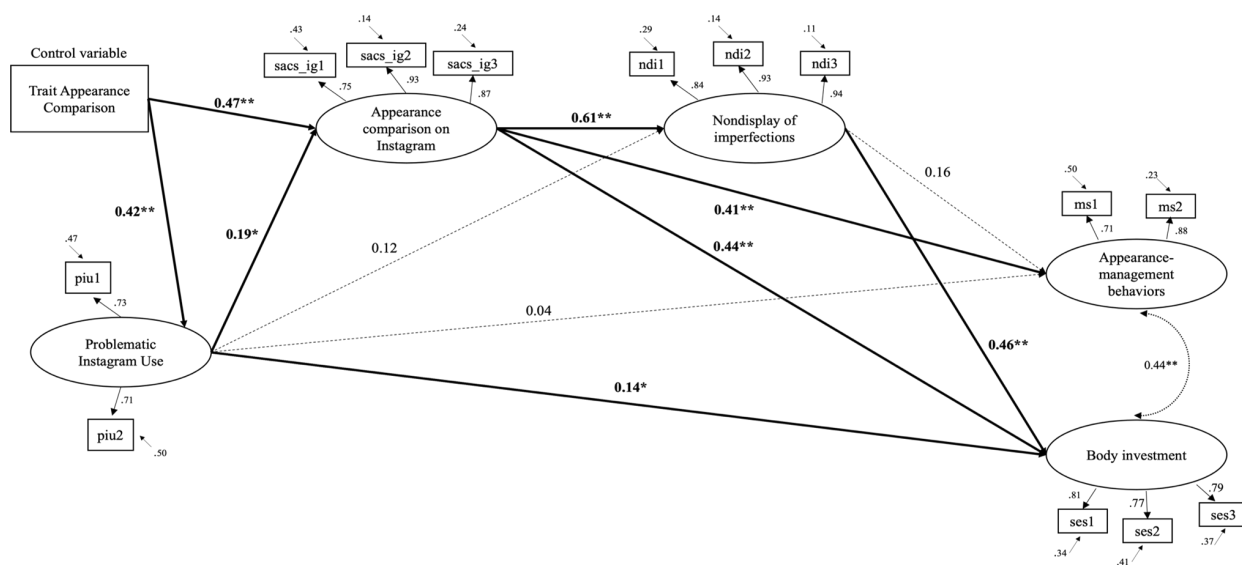 Control variable
Trait Appearance
Comparison
.43
sacs_ig1
.75
.14
sacs_ig2
.93
.24
sacs_ig3
.87
Appearance
comparison on
Instagram
.29
ndi1
.84
.14
ndi2
.93
.11
ndi3
.94
Nondisplay of
imperfections
0.47**
0.61**
0.42**
0.19*
0.12
0.41**
0.44**
0.16
0.04
0.46**
0.14*
.50
ms1
.71
.23
ms2
.88
Appearance-
management
behaviors
.47
piu1
.73
Problematic
Instagram Use
.71
piu2
.50
0.44**
Body investment
.81
ses1
.34
.77
ses2
.41
.79
ses3
.37